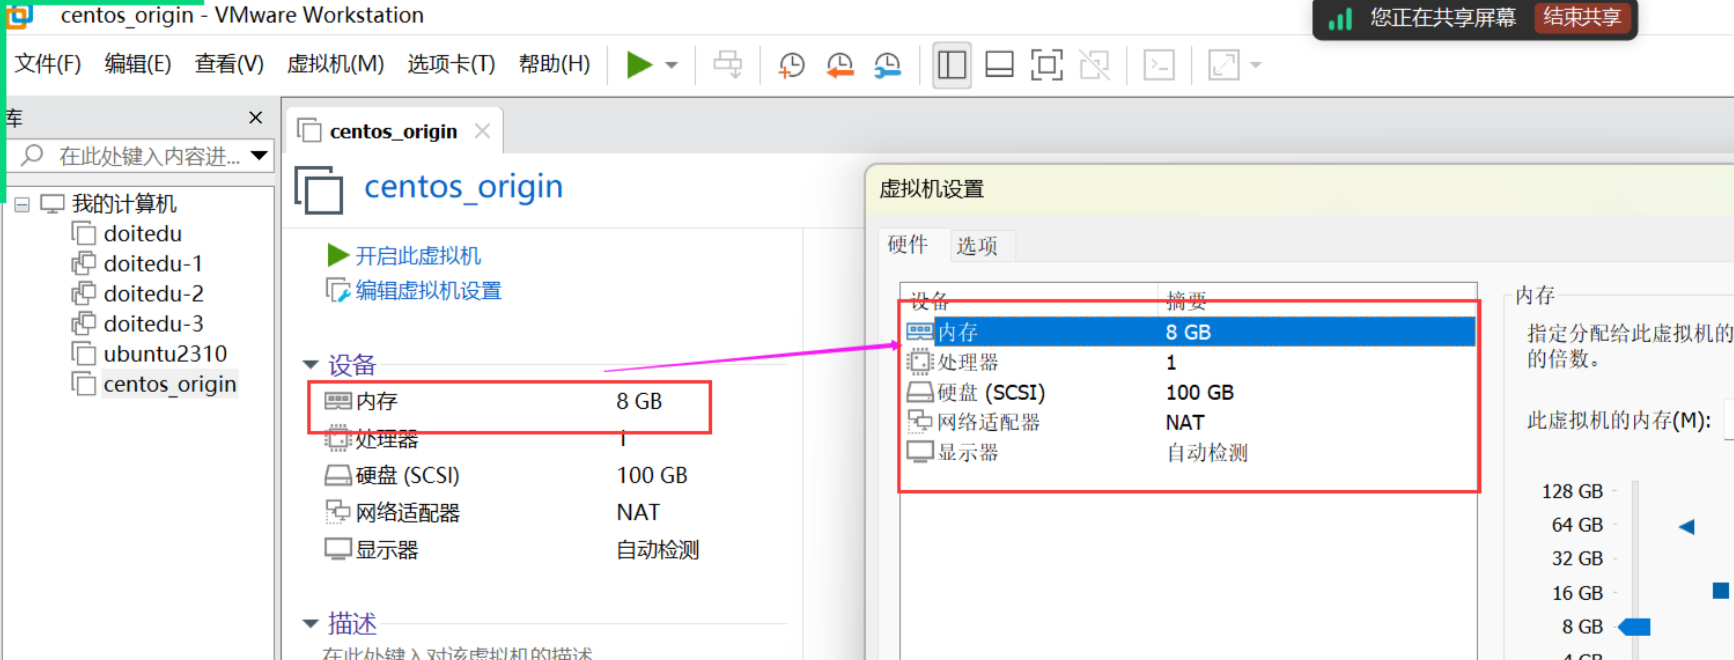 centos_origin - VMware Workstation
您正在共享屏幕 结束共享
文件(F) 编辑(E) 查看(V) 虚拟机(M) 选项卡(T) 帮助(H)
库
在此处键入内容进...
我的计算机
doitedu
doitedu-1
doitedu-2
doitedu-3
ubuntu2310
centos_origin
centos_origin
centos_origin
开启此虚拟机
编辑虚拟机设置
设备
内存 8 GB
处理器 1
硬盘 (SCSI) 100 GB
网络适配器 NAT
显示器 自动检测
描述
在此处键入对该虚拟机的描述
虚拟机设置
硬件 选项
设备 摘要
内存 8 GB
处理器 1
硬盘 (SCSI) 100 GB
网络适配器 NAT
显示器 自动检测
内存
指定分配给此虚拟机的
的倍数。
此虚拟机的内存(M):
128 GB
64 GB
32 GB
16 GB
8 GB
4 GB